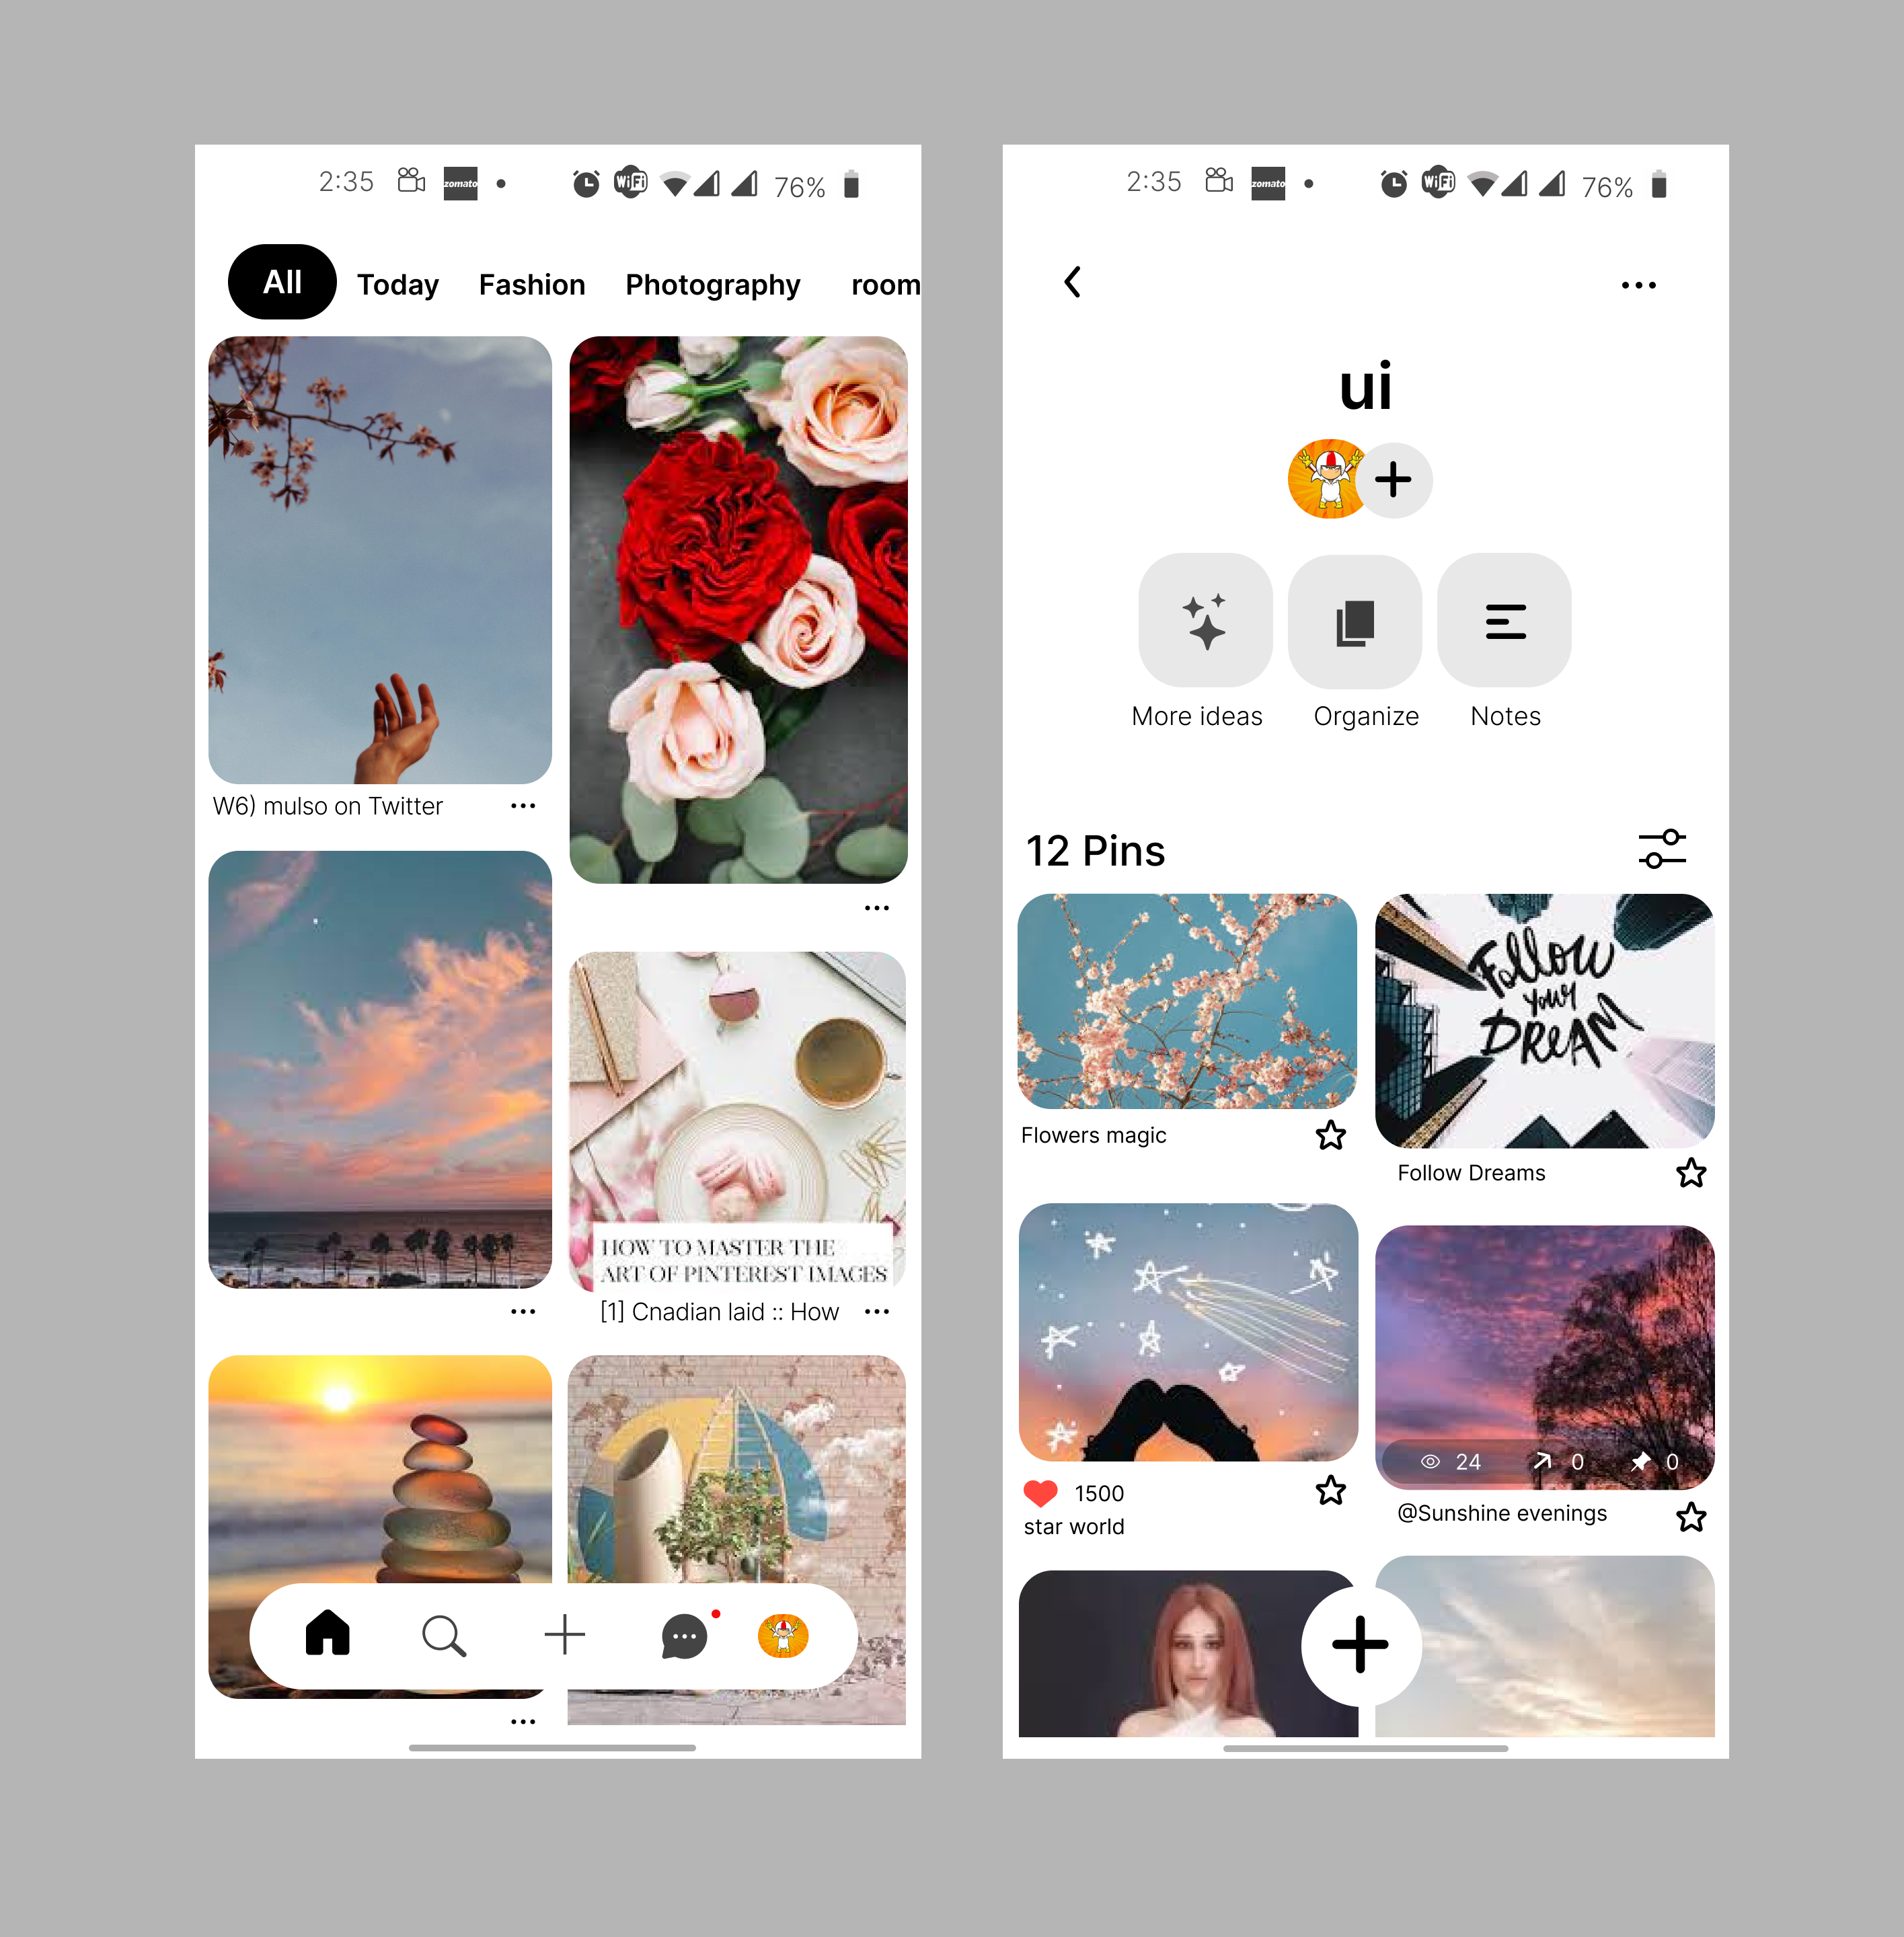 2:35 zomato WiFi 76%
All Today Fashion Photography room
W6) mulso on Twitter
HOW TO MASTER THE
ART OF PINTEREST IMAGES
[1] Cnadian laid :: How
2:35 zomato WiFi 76%
ui
More ideas Organize Notes
12 Pins
Follow
your
DREAM
Flowers magic
Follow Dreams
24 0 0
1500
star world
@Sunshine evenings